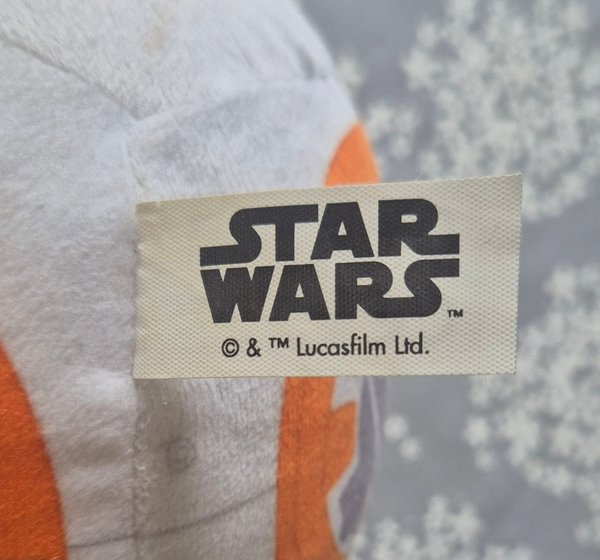 STAR
WARS™
© & ™ Lucasfilm Ltd.